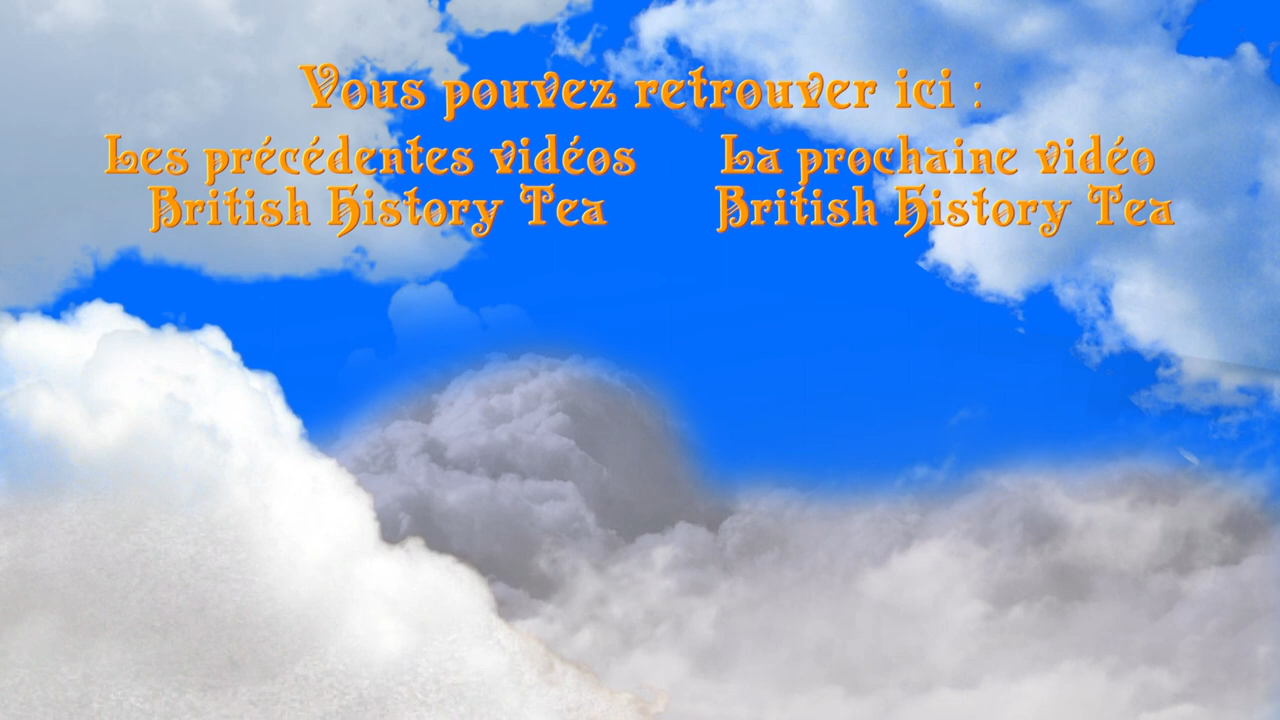 Vous pouvez retrouver ici :
Les précédentes vidéos
British History Tea
La prochaine vidéo
British History Tea